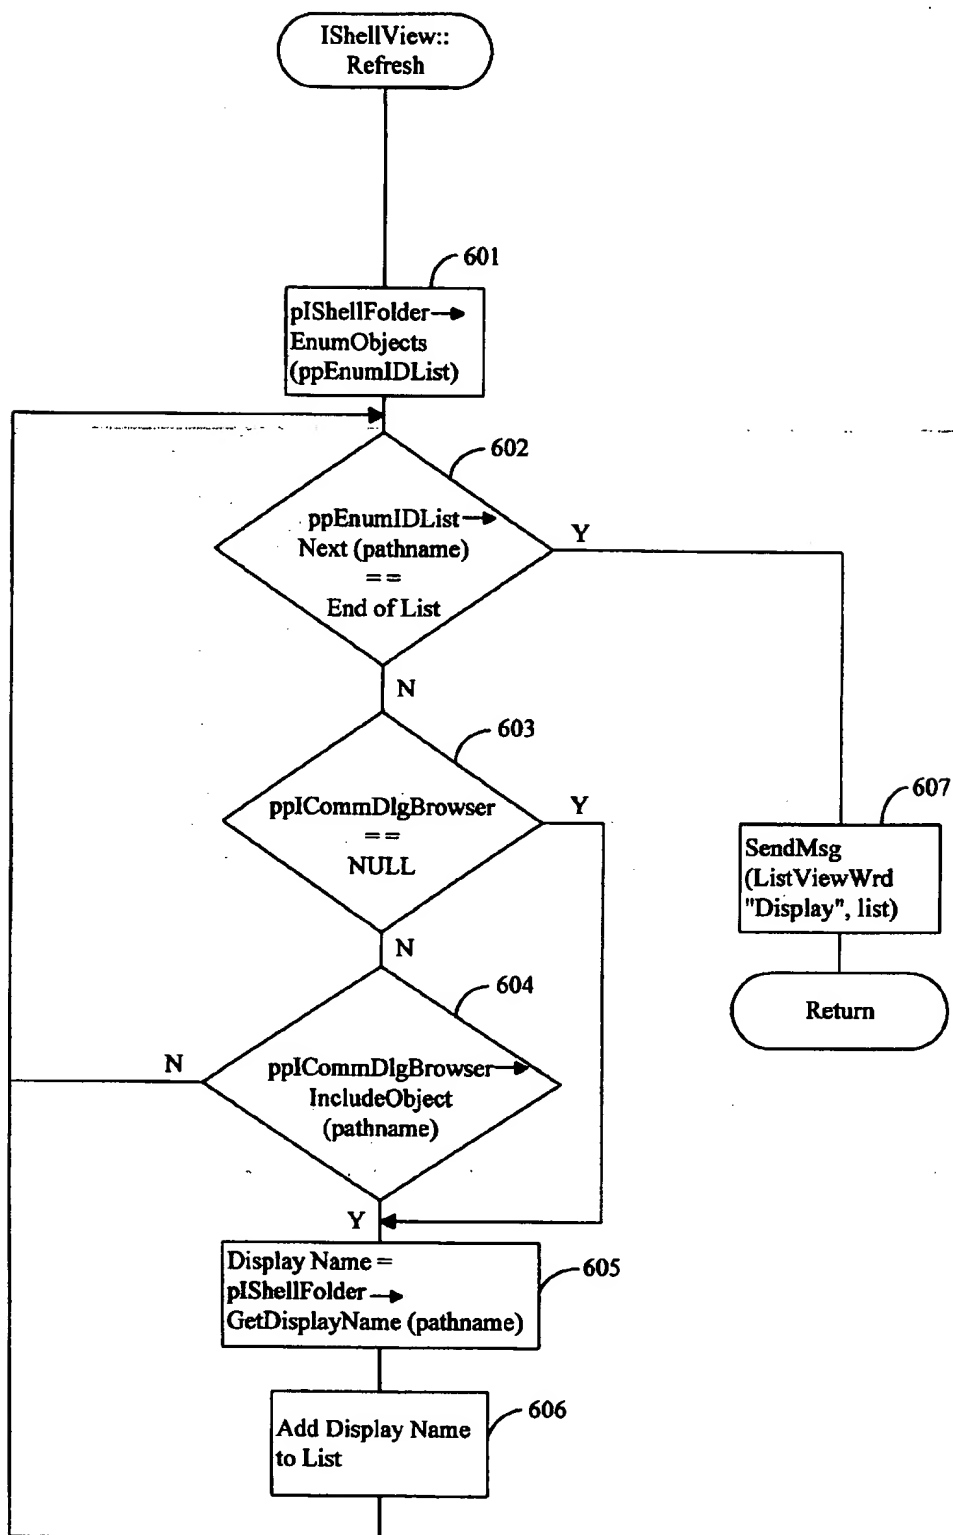 IShellView::
Refresh
601
pIShellFolder→
EnumObjects
(ppEnumIDList)
602
ppEnumIDList→
Next (pathname)
==
End of List
Y
N
603
ppICommDlgBrowser
==
NULL
Y
N
607
SendMsg
(ListViewWrd
"Display", list)
Return
604
ppICommDlgBrowser→
IncludeObject
(pathname)
N
Y
605
Display Name =
pIShellFolder→
GetDisplayName (pathname)
606
Add Display Name
to List